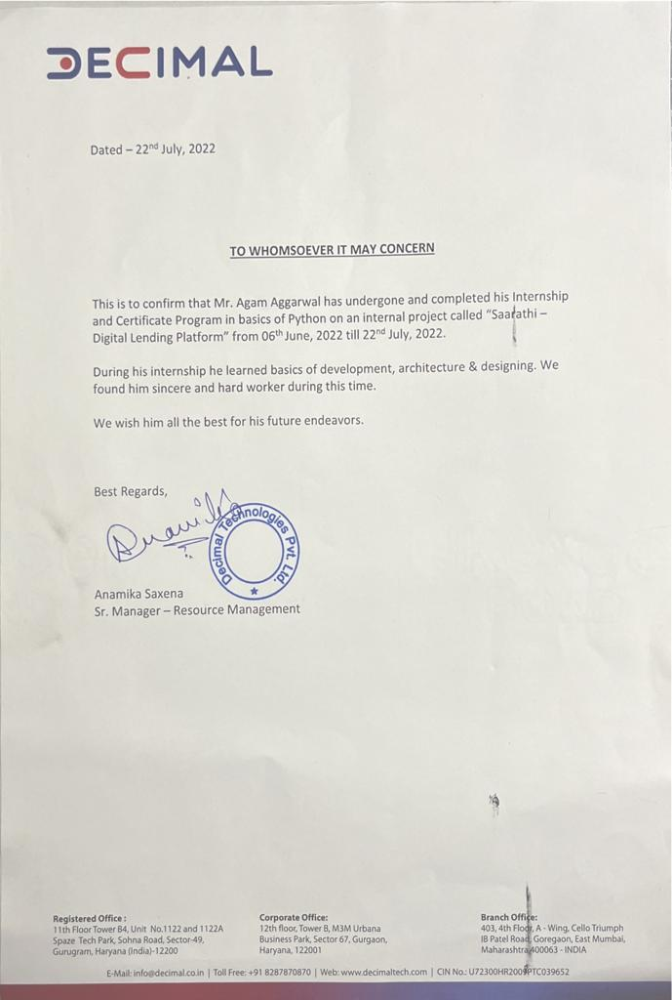 DECIMAL
Dated – 22nd July, 2022
TO WHOMSOEVER IT MAY CONCERN
This is to confirm that Mr. Agam Aggarwal has undergone and completed his Internship
and Certificate Program in basics of Python on an internal project called “Saarathi –
Digital Lending Platform” from 06th June, 2022 till 22nd July, 2022.
During his internship he learned basics of development, architecture & designing. We
found him sincere and hard worker during this time.
We wish him all the best for his future endeavors.
Best Regards,
Anamika
Decimal Technologies Pvt. Ltd.
Anamika Saxena
Sr. Manager – Resource Management
Registered Office :
11th Floor Tower B4, Unit No.1122 and 1122A
Spaze Tech Park, Sohna Road, Sector-49,
Gurugram, Haryana (India)-12200
Corporate Office:
12th floor, Tower B, M3M Urbana
Business Park, Sector 67, Gurgaon,
Haryana, 122001
Branch Office:
403, 4th Floor, A - Wing, Cello Triumph
IB Patel Road, Goregaon, East Mumbai,
Maharashtra 400063 - INDIA
E-Mail: info@decimal.co.in | Toll Free: +91 8287870870 | Web: www.decimaltech.com | CIN No.: U72300HR2009PTC039652